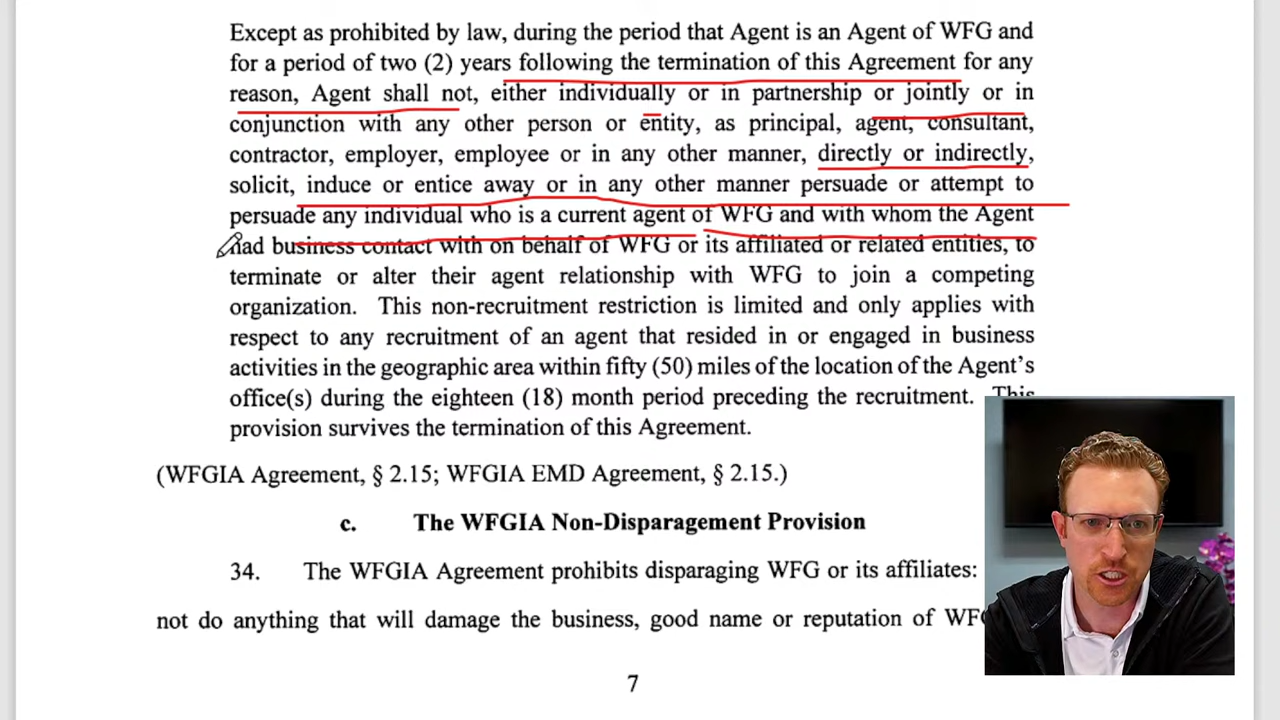 Except as prohibited by law, during the period that Agent is an Agent of WFG and
for a period of two (2) years following the termination of this Agreement for any
reason, Agent shall not, either individually or in partnership or jointly or in
conjunction with any other person or entity, as principal, agent, consultant,
contractor, employer, employee or in any other manner, directly or indirectly,
solicit, induce or entice away or in any other manner persuade or attempt to
persuade any individual who is a current agent of WFG and with whom the Agent
had business contact with on behalf of WFG or its affiliated or related entities, to
terminate or alter their agent relationship with WFG to join a competing
organization. This non-recruitment restriction is limited and only applies with
respect to any recruitment of an agent that resided in or engaged in business
activities in the geographic area within fifty (50) miles of the location of the Agent's
office(s) during the eighteen (18) month period preceding the recruitment. This
provision survives the termination of this Agreement.
(WFGIA Agreement, § 2.15; WFGIA EMD Agreement, § 2.15.)
c. The WFGIA Non-Disparagement Provision
34. The WFGIA Agreement prohibits disparaging WFG or its affiliates:
not do anything that will damage the business, good name or reputation of
7